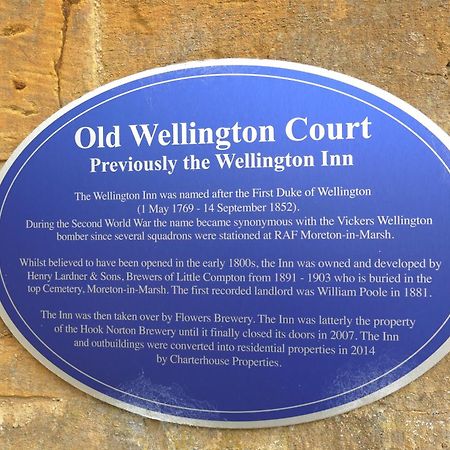 Old Wellington Court
Previously the Wellington Inn
The Wellington Inn was named after the First Duke of Wellington
(1 May 1769 - 14 September 1852).
During the Second World War the name became synonymous with the Vickers Wellington
bomber since several squadrons were stationed at RAF Moreton-in-Marsh.
Whilst believed to have been opened in the early 1800s, the Inn was owned and developed by
Henry Lardner & Sons, Brewers of Little Compton from 1891 - 1903 who is buried in the
top Cemetery, Moreton-in-Marsh. The first recorded landlord was William Poole in 1881.
The Inn was then taken over by Flowers Brewery. The Inn was latterly the property
of the Hook Norton Brewery until it finally closed its doors in 2007. The Inn
and outbuildings were converted into residential properties in 2014
by Charterhouse Properties.